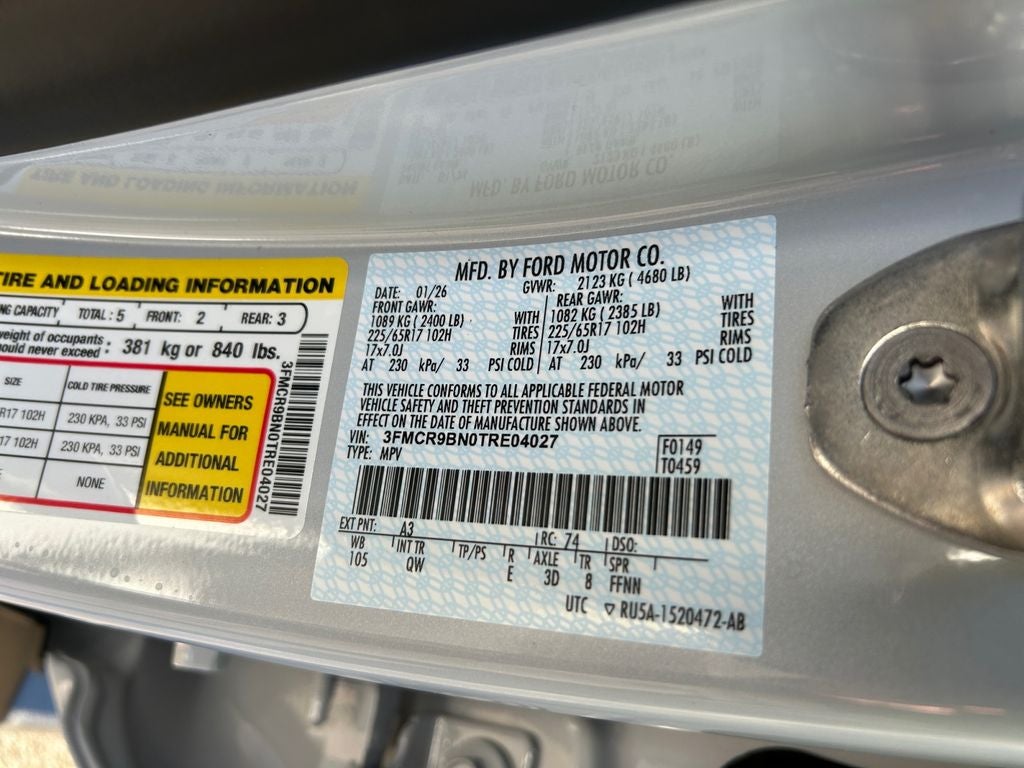 TIRE AND LOADING INFORMATION
NG CAPACITY TOTAL : 5 FRONT: 2 REAR: 3
weight of occupants
ould never exceed : 381 kg or 840 lbs.
SIZE COLD TIRE PRESSURE
R17 102H 230 KPA, 33 PSI
17 102H 230 KPA, 33 PSI
NONE
SEE OWNERS
MANUAL FOR
ADDITIONAL
INFORMATION
3FMCR9BN0TRE04027
MFD. BY FORD MOTOR CO.
DATE: 01/26 GVWR: 2123 KG ( 4680 LB)
FRONT GAWR: REAR GAWR:
1089 KG ( 2400 LB) WITH 1082 KG ( 2385 LB) WITH
225/65R17 102H TIRES 225/65R17 102H TIRES
17x7.0J RIMS 17x7.0J RIMS
AT 230 kPa/ 33 PSI COLD AT 230 kPa/ 33 PSI COLD
THIS VEHICLE CONFORMS TO ALL APPLICABLE FEDERAL MOTOR
VEHICLE SAFETY AND THEFT PREVENTION STANDARDS IN
EFFECT ON THE DATE OF MANUFACTURE SHOWN ABOVE.
VIN: 3FMCR9BN0TRE04027 F0149
TYPE: MPV T0459
EXT PNT: A3 RC: 74 DSO:
WB INT TR TP/PS R AXLE TR SPR
105 QW E 3D 8 FFNN
UTC ▽ RU5A-1520472-AB